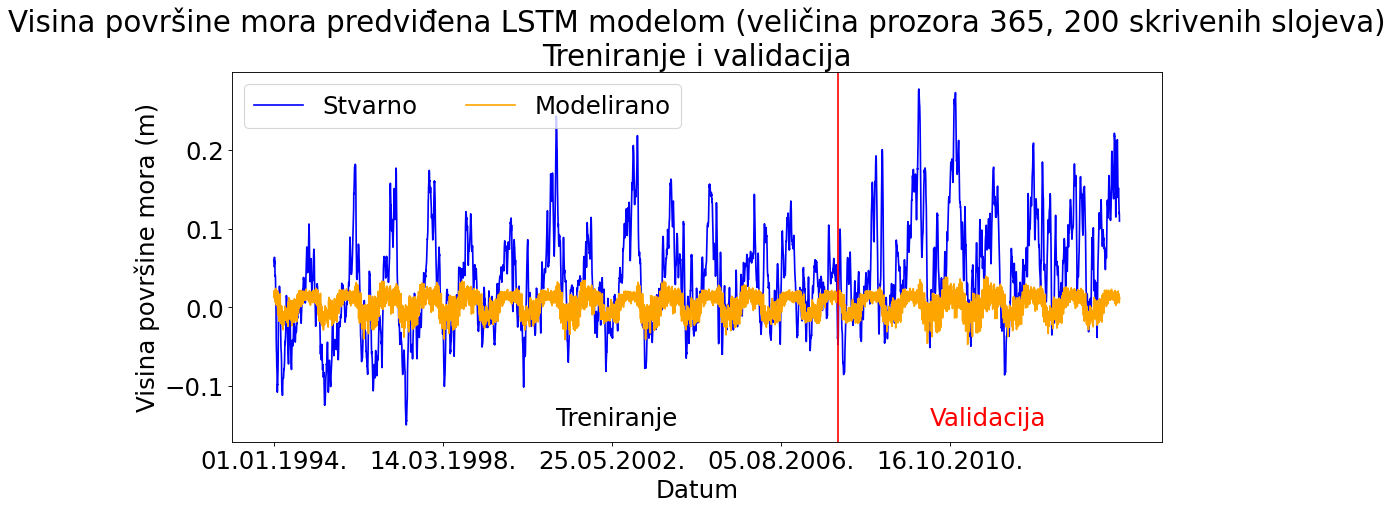 Visina površine mora predviđena LSTM modelom (veličina prozora 365, 200 skrivenih slojeva)
Treniranje i validacija
Stvarno
Modelirano
Visina površine mora (m)
0.2
0.1
0.0
−0.1
Treniranje
Validacija
01.01.1994.
14.03.1998.
25.05.2002.
05.08.2006.
16.10.2010.
Datum